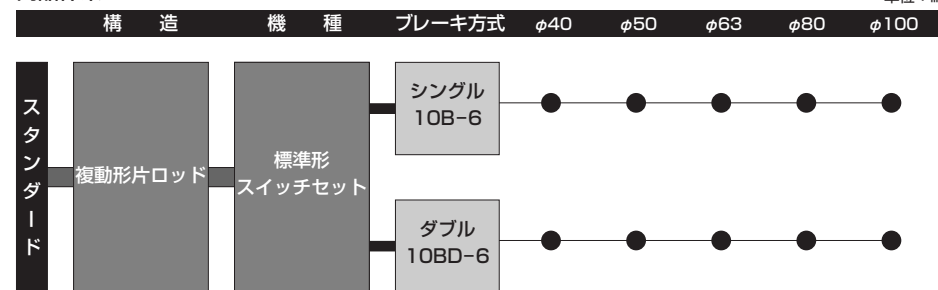 構 造 機 種 ブレーキ方式 φ40 φ50 φ63 φ80 φ100
スタンダード
複動形片ロッド
標準形
スイッチセット
シングル
10B−6
ダブル
10BD−6